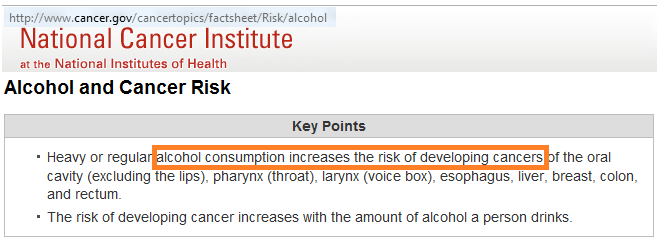 http://www.cancer.gov/cancertopics/factsheet/Risk/alcohol
National Cancer Institute
at the National Institutes of Health
Alcohol and Cancer Risk
Key Points
▪ Heavy or regular alcohol consumption increases the risk of developing cancers of the oral
cavity (excluding the lips), pharynx (throat), larynx (voice box), esophagus, liver, breast, colon,
and rectum.
▪ The risk of developing cancer increases with the amount of alcohol a person drinks.